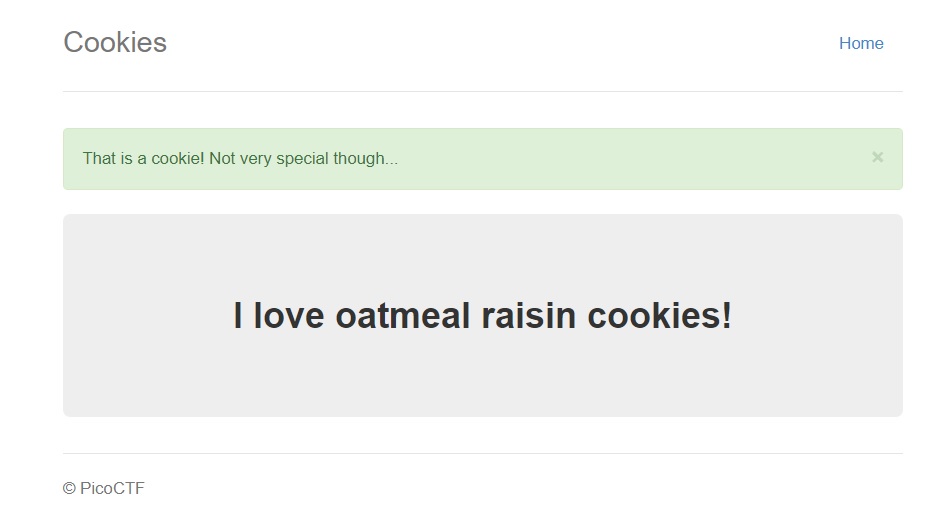 Cookies
Home
That is a cookie! Not very special though...
×
I love oatmeal raisin cookies!
© PicoCTF